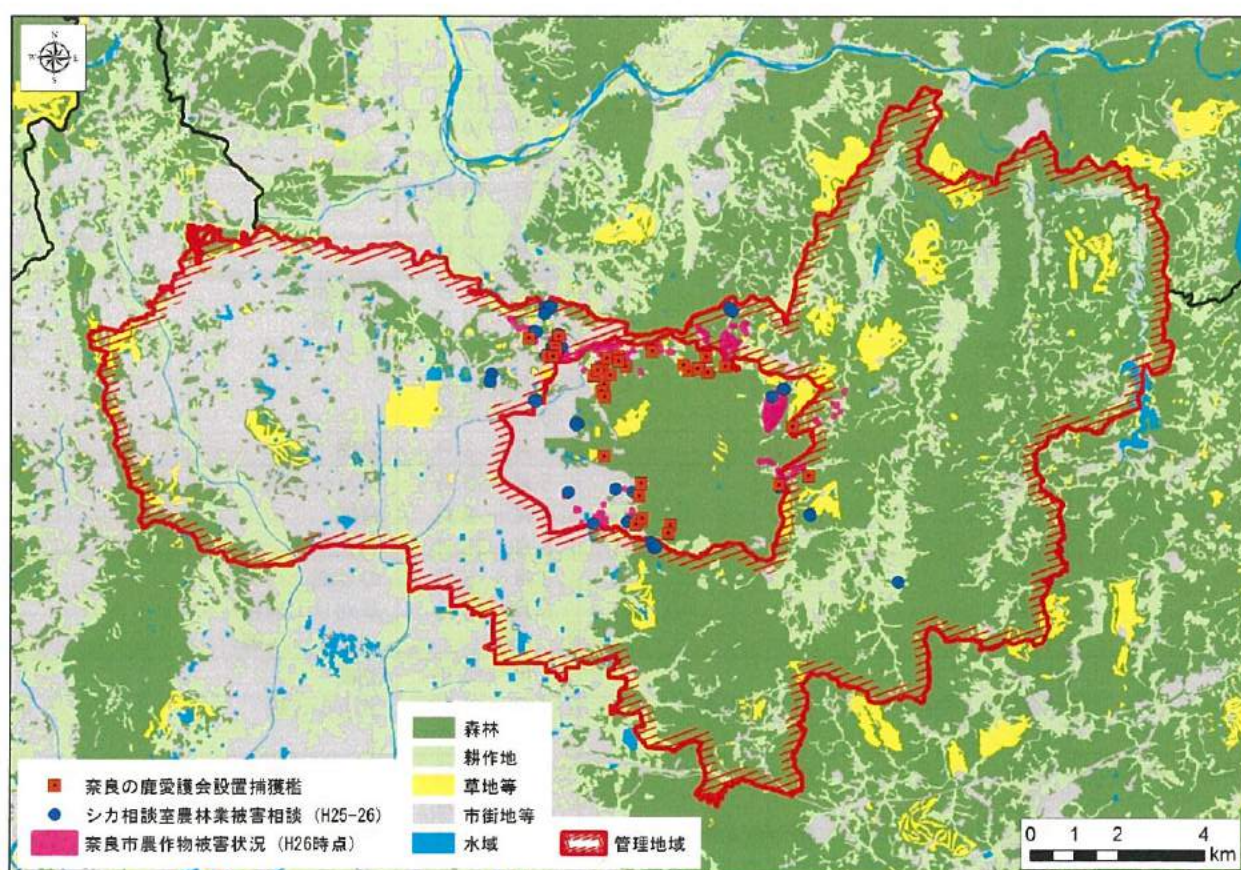 N
W
E
S
森林
耕作地
草地等
市街地等
水域
奈良の鹿愛護会設置捕獲檻
シカ相談室農林業被害相談（H25-26）
奈良市農作物被害状況（H26時点）
管理地域
0 1 2 4
km